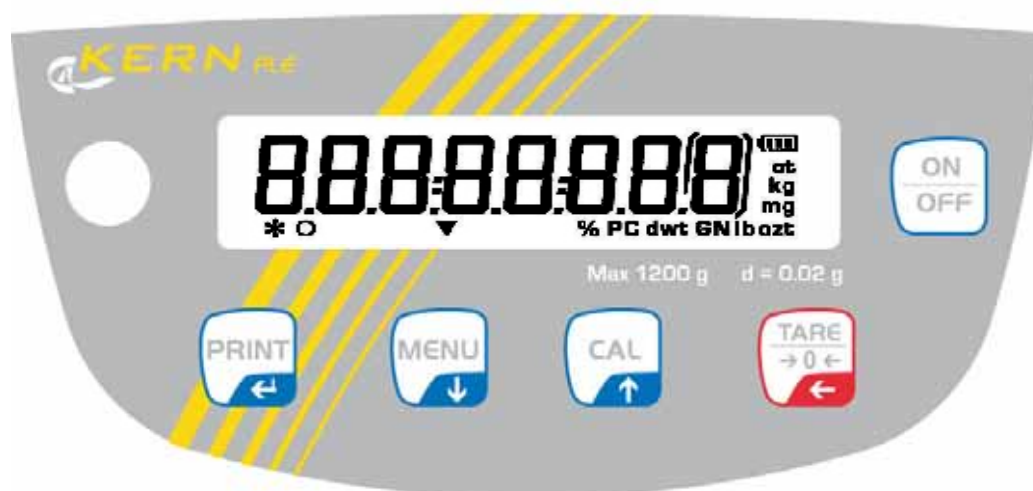 KERN PLE
8.8.8:8.8:8.8.(8)
ct
kg
mg
* O ▼ % PC dwt GN lb ozt
ON
OFF
Max 1200 g d = 0.02 g
PRINT
MENU
CAL
TARE
→ 0 ←